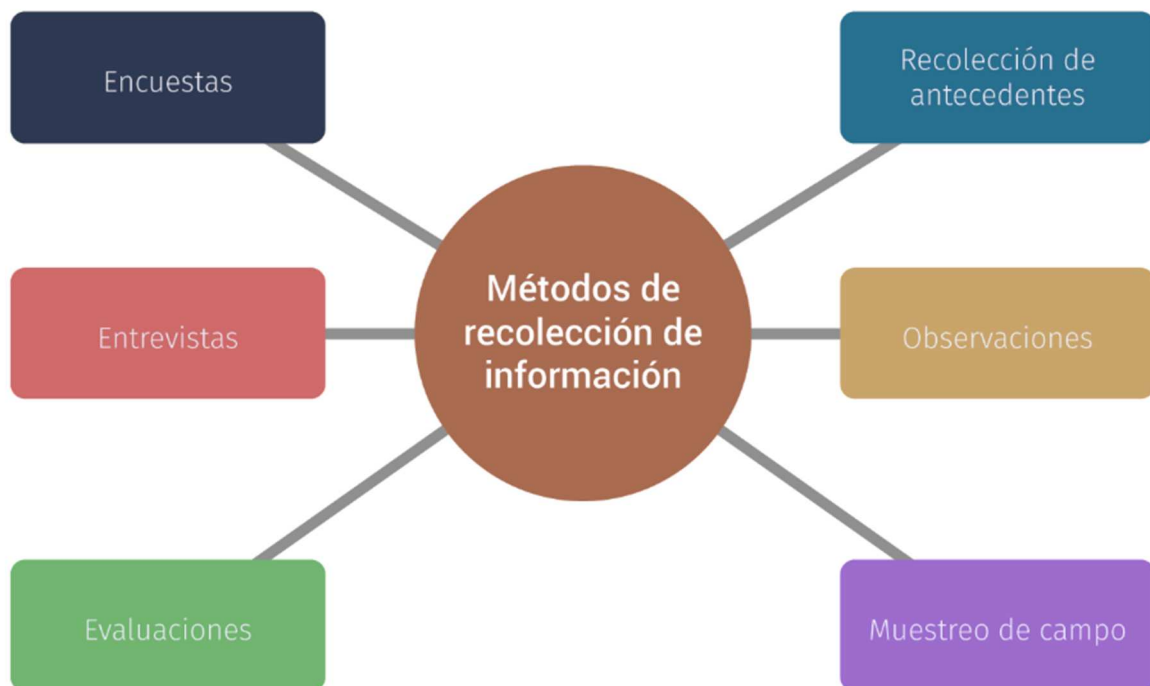 Encuestas
Recolección de
antecedentes
Métodos de
recolección de
información
Entrevistas
Observaciones
Evaluaciones
Muestreo de campo